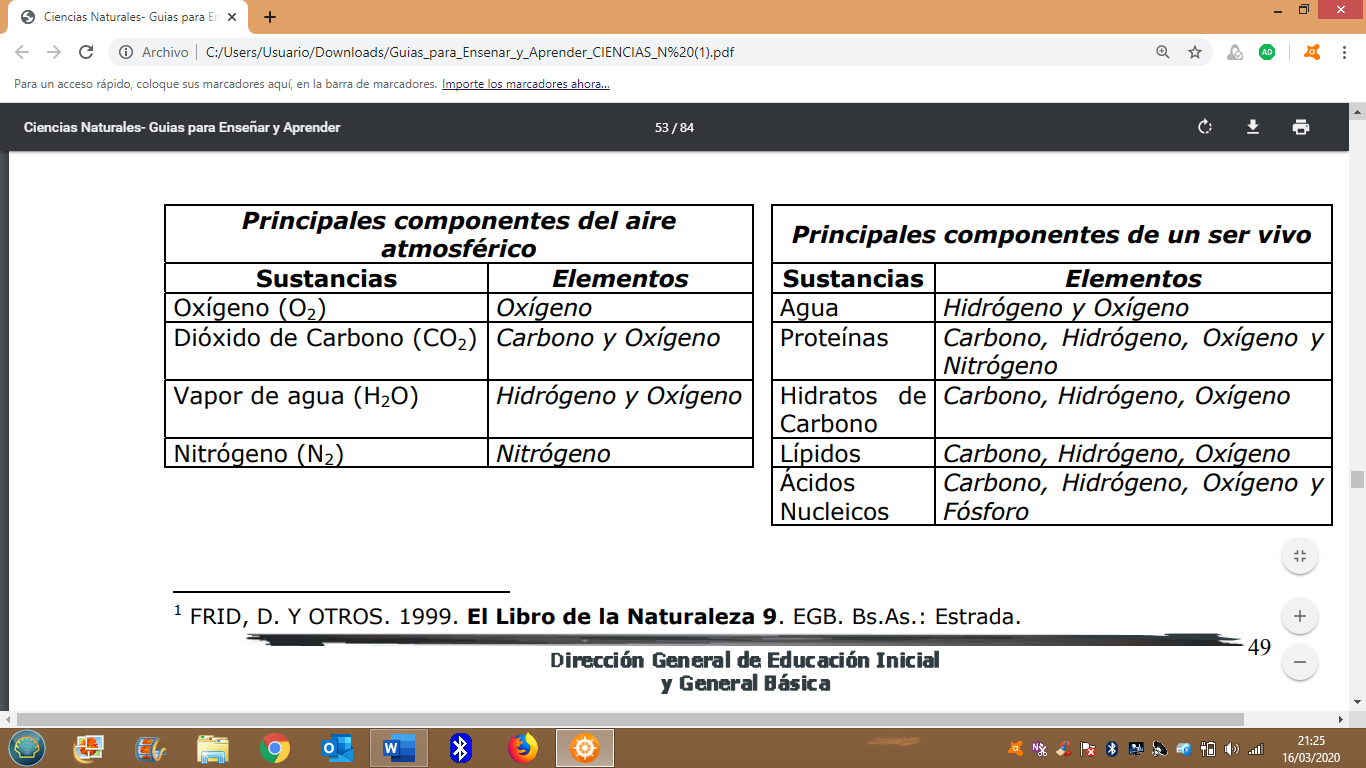 Ciencias Naturales- Guias para Er
Archivo
C:/Users/Usuario/Downloads/Guias_para_Ensenar_y_Aprender_CIENCIAS_N%20(1).pdf
AD
Para un acceso rápido, coloque sus marcadores aquí, en la barra de marcadores. Importe los marcadores ahora...
Ciencias Naturales- Guias para Enseñar y Aprender
53 / 84
Principales componentes del aire
atmosférico
Sustancias Elementos
Oxígeno (O₂) Oxígeno
Dióxido de Carbono (CO₂) Carbono y Oxígeno
Vapor de agua (H₂O) Hidrógeno y Oxígeno
Nitrógeno (N₂) Nitrógeno
Principales componentes de un ser vivo
Sustancias Elementos
Agua Hidrógeno y Oxígeno
Proteínas Carbono, Hidrógeno, Oxígeno y
Nitrógeno
Hidratos de Carbono, Hidrógeno, Oxígeno
Carbono
Lípidos Carbono, Hidrógeno, Oxígeno
Ácidos Carbono, Hidrógeno, Oxígeno y
Nucleicos Fósforo
¹ FRID, D. Y OTROS. 1999. El Libro de la Naturaleza 9. EGB. Bs.As.: Estrada.
49
Dirección General de Educación Inicial
y General Básica
21:25
16/03/2020